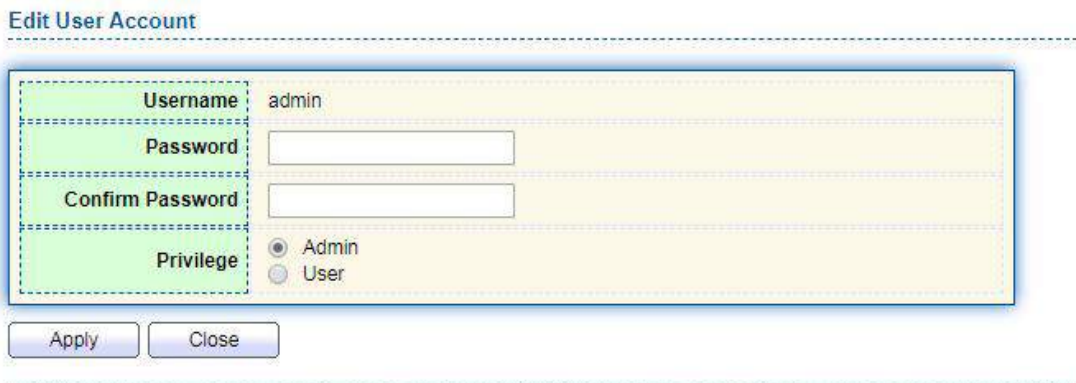 Edit User Account
Username admin
Password
Confirm Password
Privilege Admin
User
Apply Close